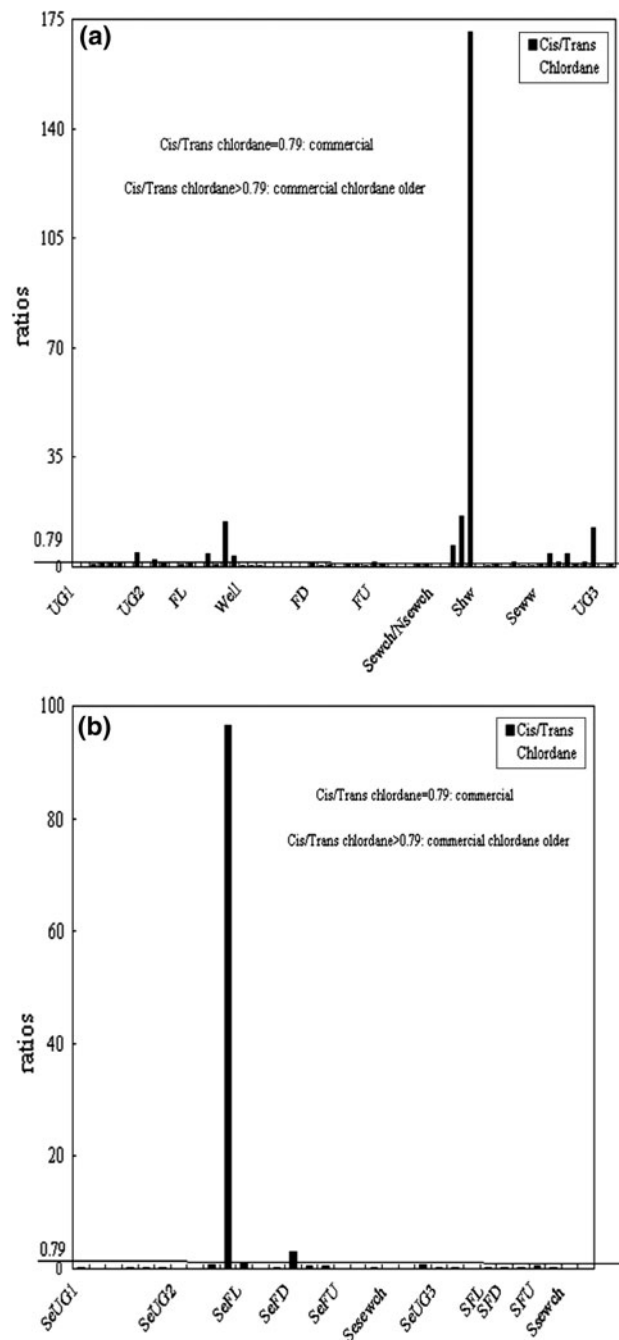 (a)
175
Cis/Trans
Chlordane
140
Cis/Trans chlordane=0.79: commercial
Cis/Trans chlordane>0.79: commercial chlordane older
105
ratios
70
35
0.79
0
UG1
UG2
FL
Well
FD
FU
Sewch/Nsewch
Shw
Seww
UG3
(b)
100
Cis/Trans
Chlordane
Cis/Trans chlordane=0.79: commercial
80
Cis/Trans chlordane>0.79: commercial chlordane older
60
ratios
40
20
0.79
0
SeUG1
SeUG2
SeFL
SeFD
SeFU
Sesewch
SeUG3
SFL
SFD
SFU
Ssewch